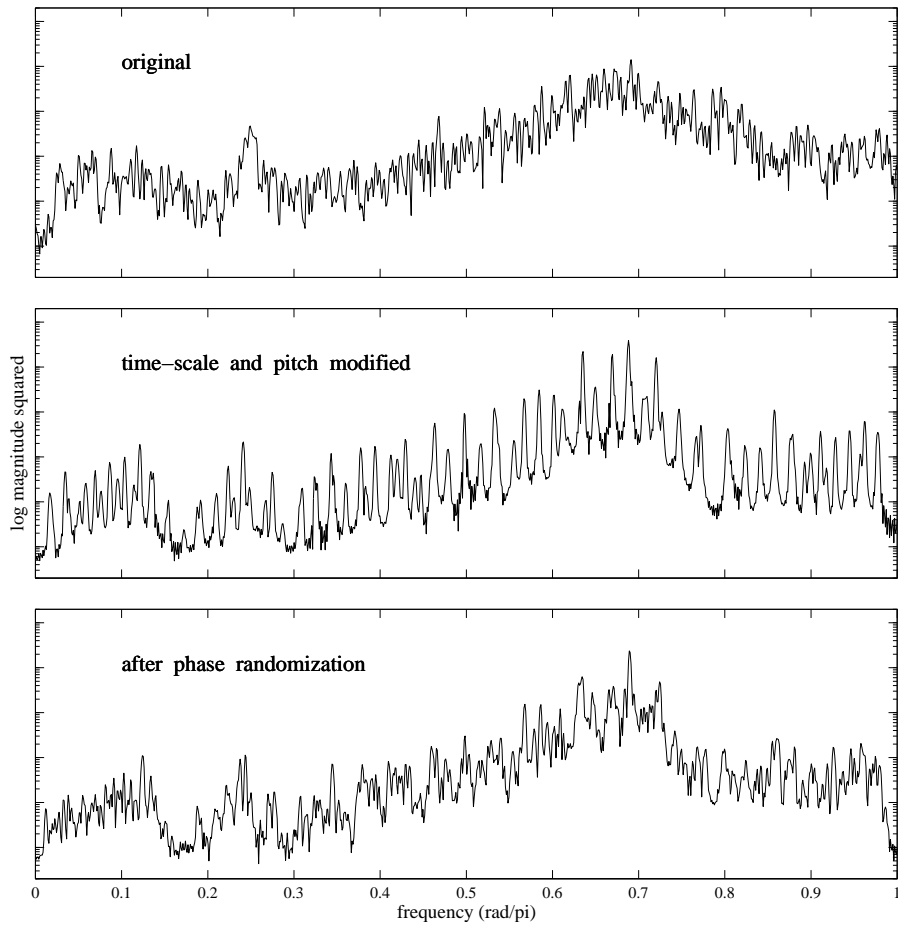 original
time−scale and pitch modified
log magnitude squared
after phase randomization
0 0.1 0.2 0.3 0.4 0.5 0.6 0.7 0.8 0.9 1
frequency (rad/pi)